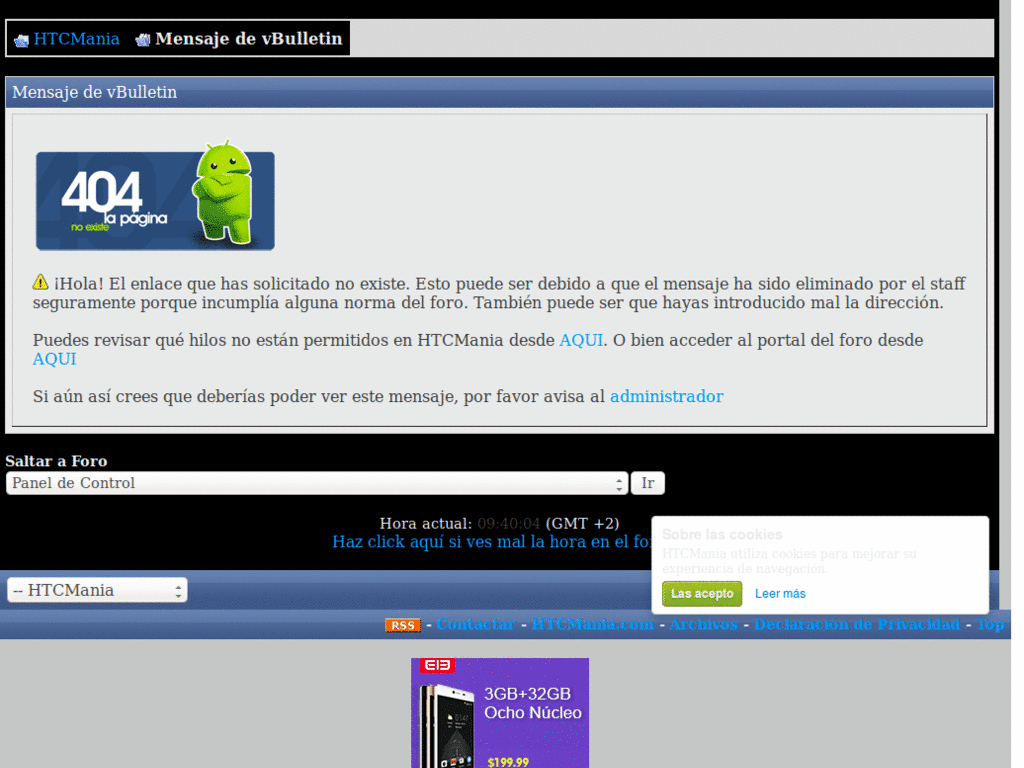 HTCMania Mensaje de vBulletin
Mensaje de vBulletin
404
la página
no existe
¡Hola! El enlace que has solicitado no existe. Esto puede ser debido a que el mensaje ha sido eliminado por el staff
seguramente porque incumplía alguna norma del foro. También puede ser que hayas introducido mal la dirección.
Puedes revisar qué hilos no están permitidos en HTCMania desde AQUI. O bien acceder al portal del foro desde
AQUI
Si aún así crees que deberías poder ver este mensaje, por favor avisa al administrador
Saltar a Foro
Panel de Control Ir
Hora actual: 09:40:04 (GMT +2)
Haz click aquí si ves mal la hora en el
Sobre las cookies
HTCMania utiliza cookies para mejorar su
experiencia de navegación.
Las acepto Leer más
-- HTCMania
RSS - Contactar - HTCMania.com - Archivos - Declaración de Privacidad - Top
3GB+32GB
Ocho Núcleo
$199.99